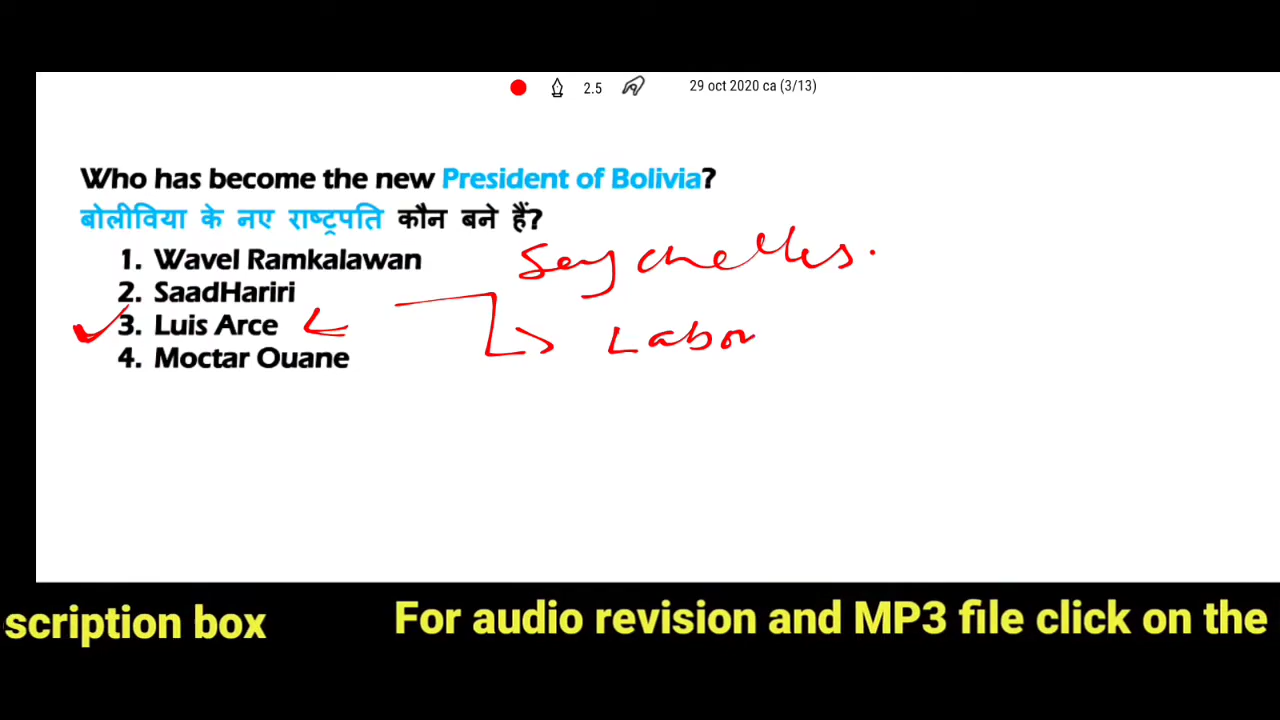 2.5 29 oct 2020 ca (3/13)
Who has become the new President of Bolivia?
बोलीविया के नए राष्ट्रपति कौन बने हैं?
1. Wavel Ramkalawan Seychelles.
2. SaadHariri
3. Luis Arce Labon
4. Moctar Ouane
scription box For audio revision and MP3 file click on the